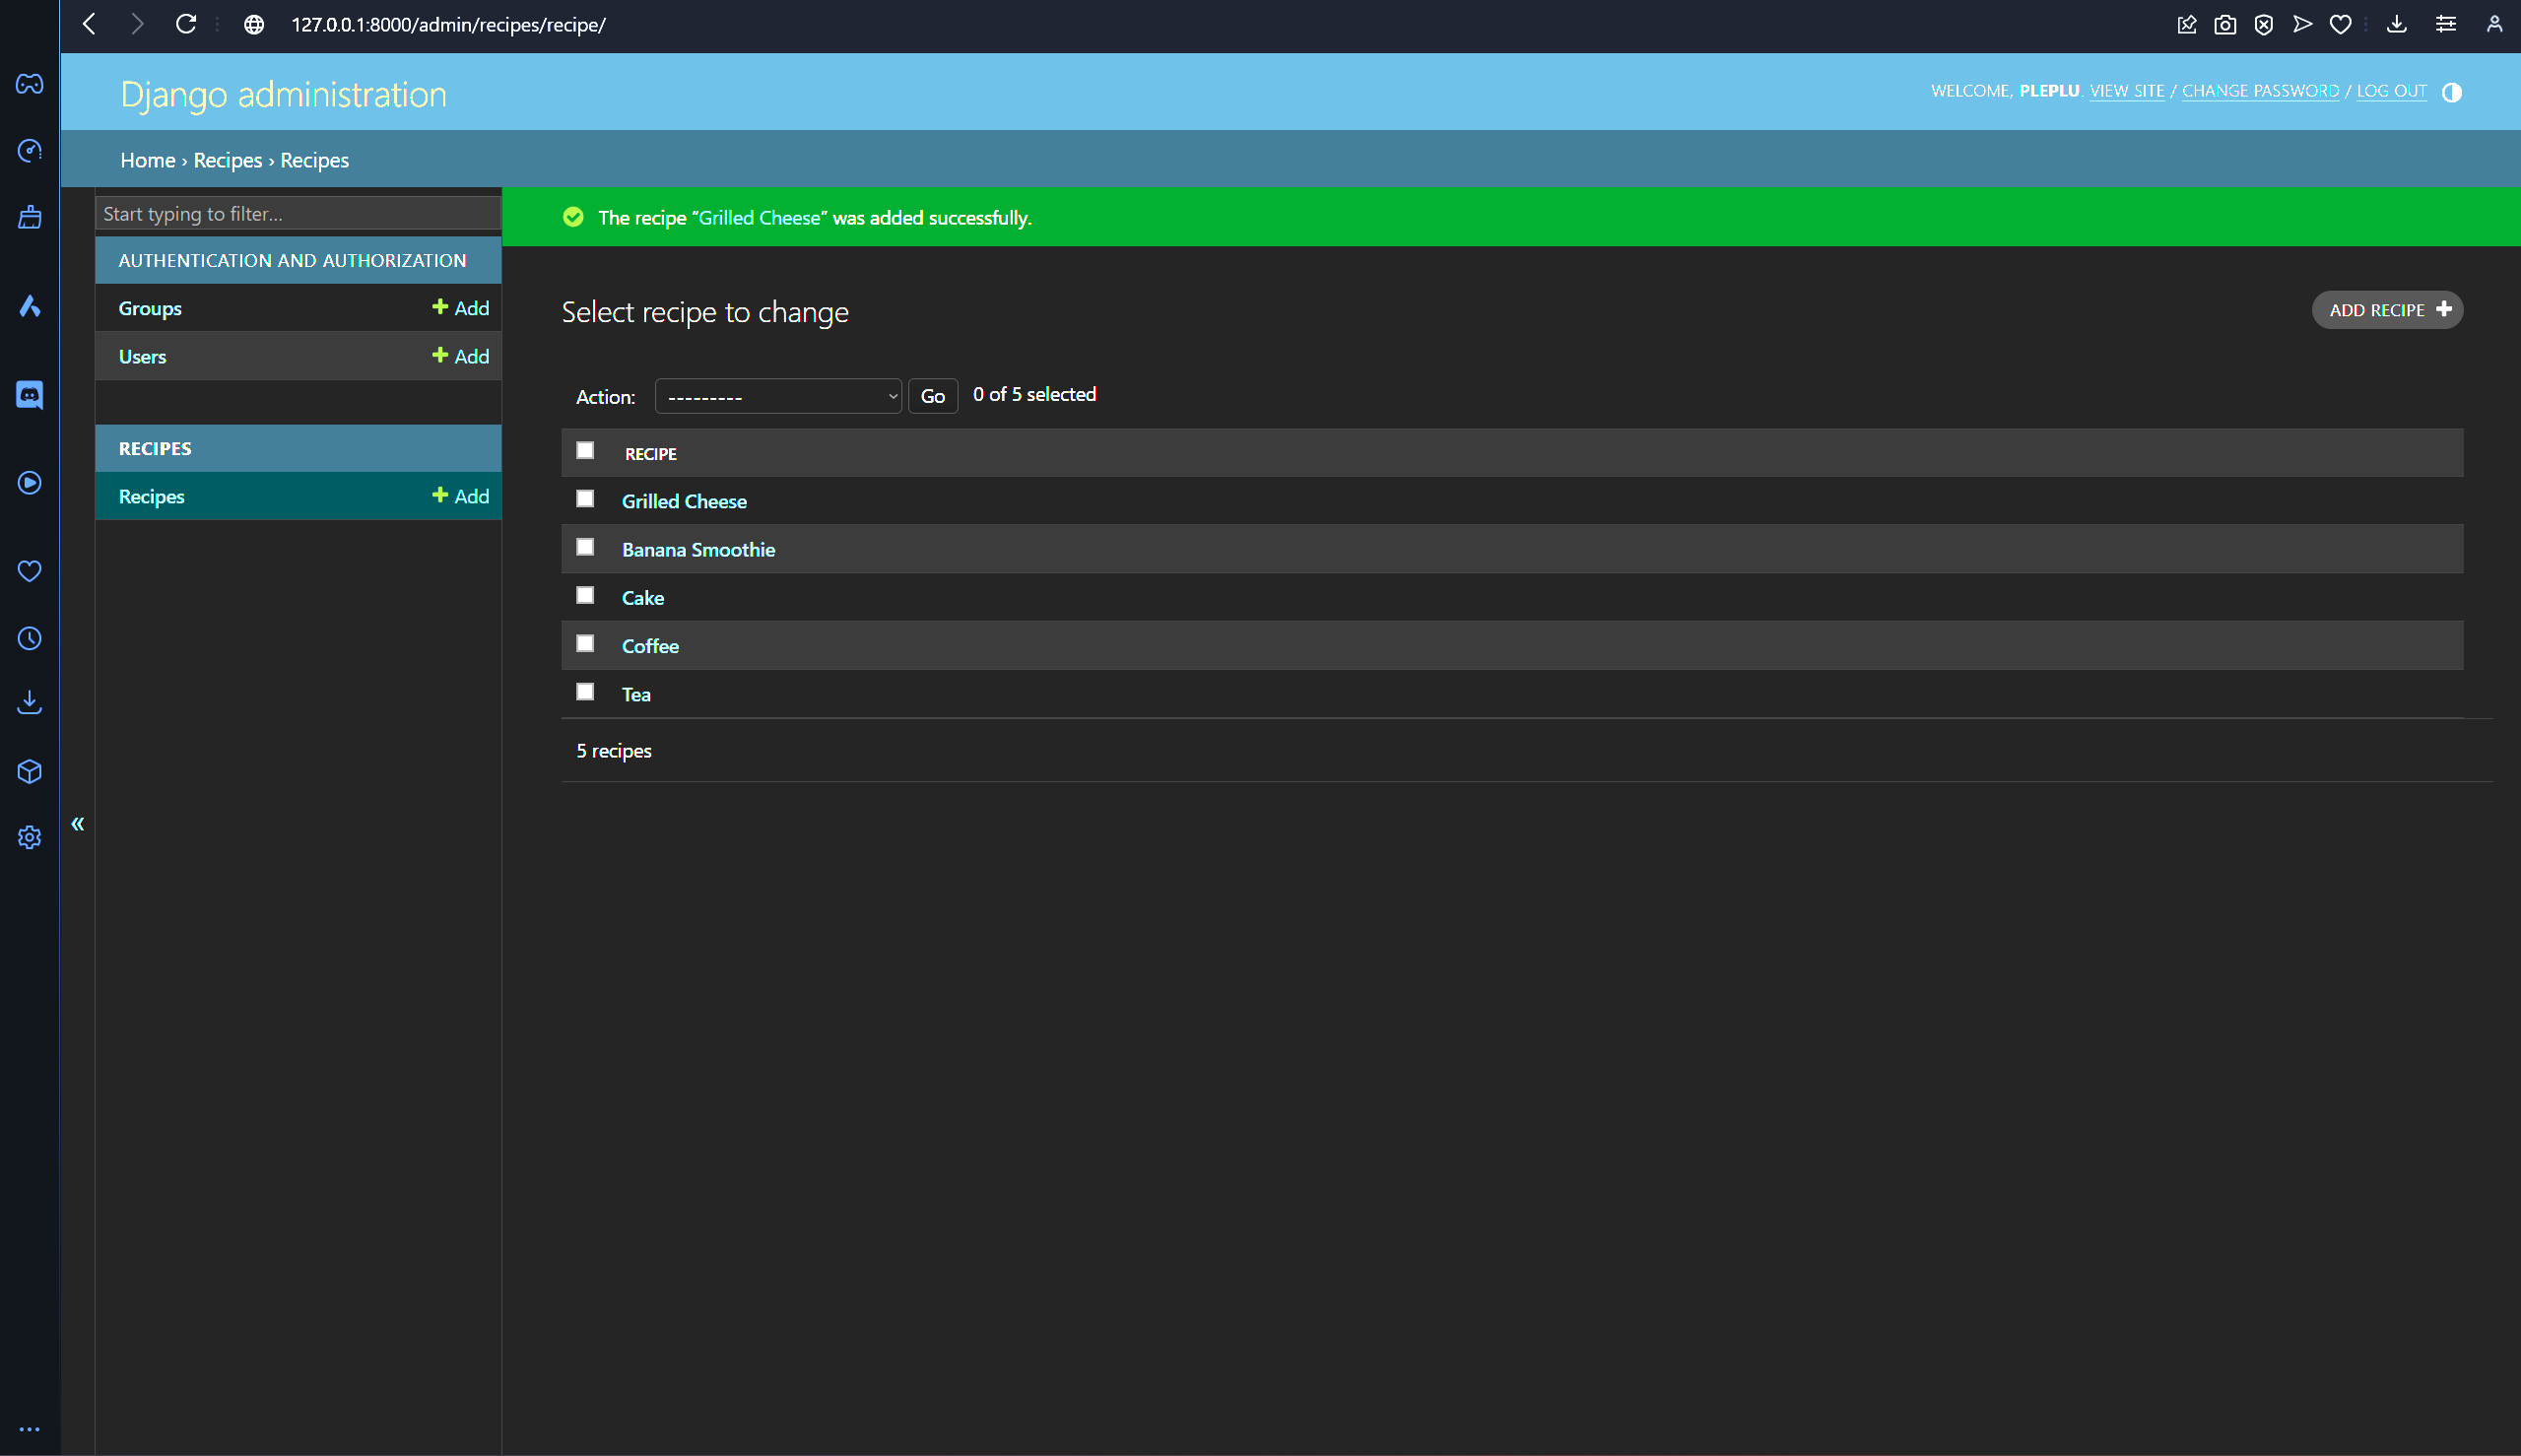 127.0.0.1:8000/admin/recipes/recipe/
Django administration
WELCOME, PLEPLU. VIEW SITE / CHANGE PASSWORD / LOG OUT
Home › Recipes › Recipes
Start typing to filter...
The recipe “Grilled Cheese” was added successfully.
AUTHENTICATION AND AUTHORIZATION
Groups + Add
Users + Add
RECIPES
Recipes + Add
«
Select recipe to change
ADD RECIPE +
Action: --------- Go 0 of 5 selected
RECIPE
Grilled Cheese
Banana Smoothie
Cake
Coffee
Tea
5 recipes